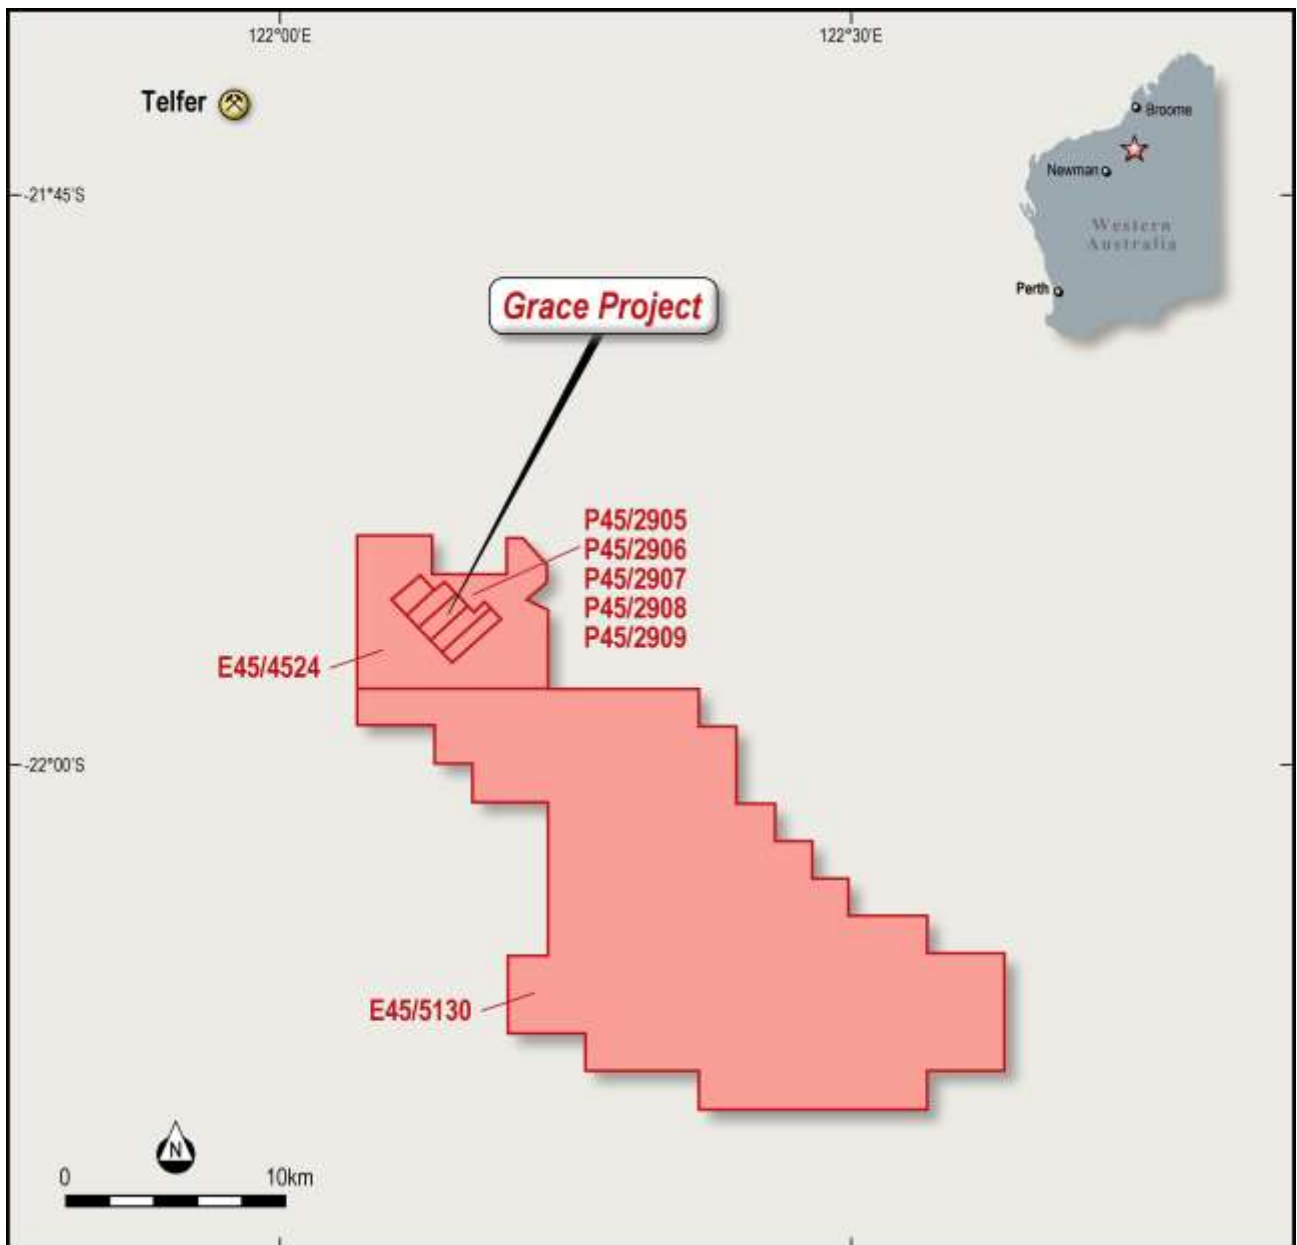 122°00'E
122°30'E
Telfer
Broome
Newman
-21°45'S
Western
Australia
Perth
Grace Project
P45/2905
P45/2906
P45/2907
P45/2908
P45/2909
E45/4524
-22°00'S
E45/5130
N
0 10km